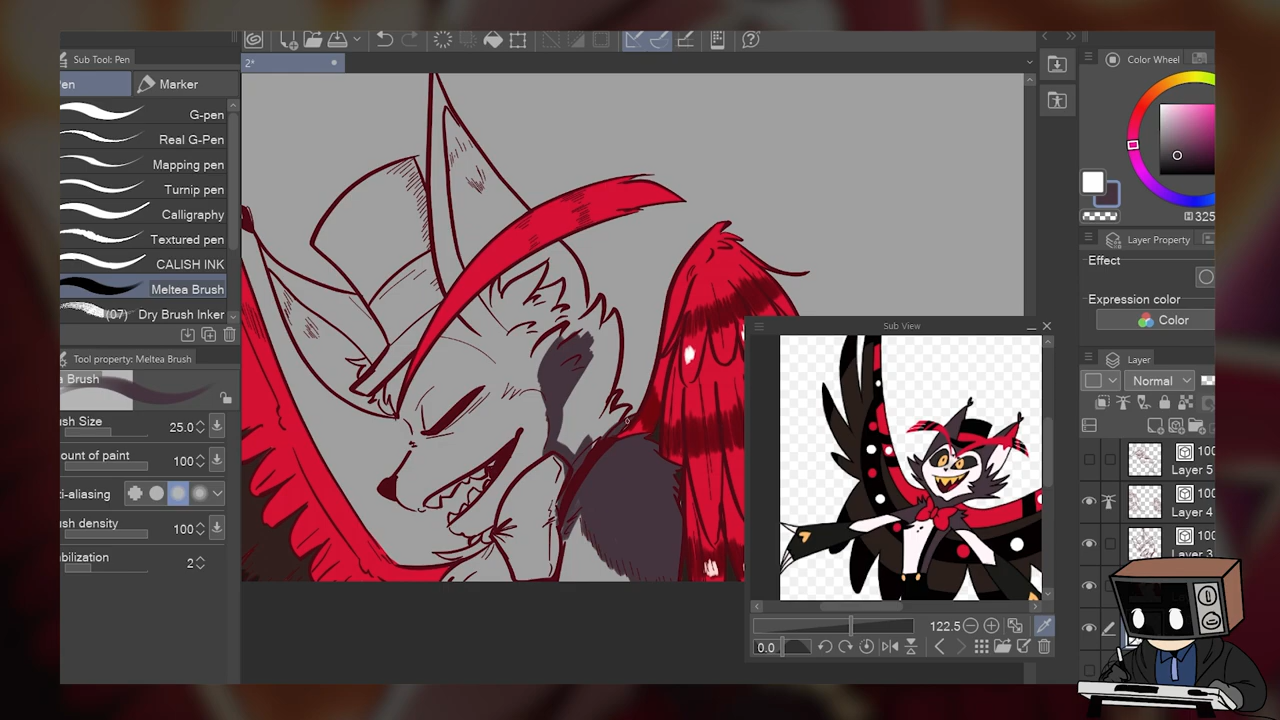 Sub Tool: Pen
en
Marker
G-pen
Real G-Pen
Mapping pen
Turnip pen
Calligraphy
Textured pen
CALISH INK
Meltea Brush
(07) Dry Brush Inker
Tool property: Meltea Brush
a Brush
ush Size
25.0
ount of paint
100
ti-aliasing
ush density
100
bilization
2
2*
Sub View
122.5
0.0
Color Wheel
H 325
Layer Property
Effect
Expression color
Color
Layer
Normal
100
Layer 5
100
Layer 4
100
Layer 3